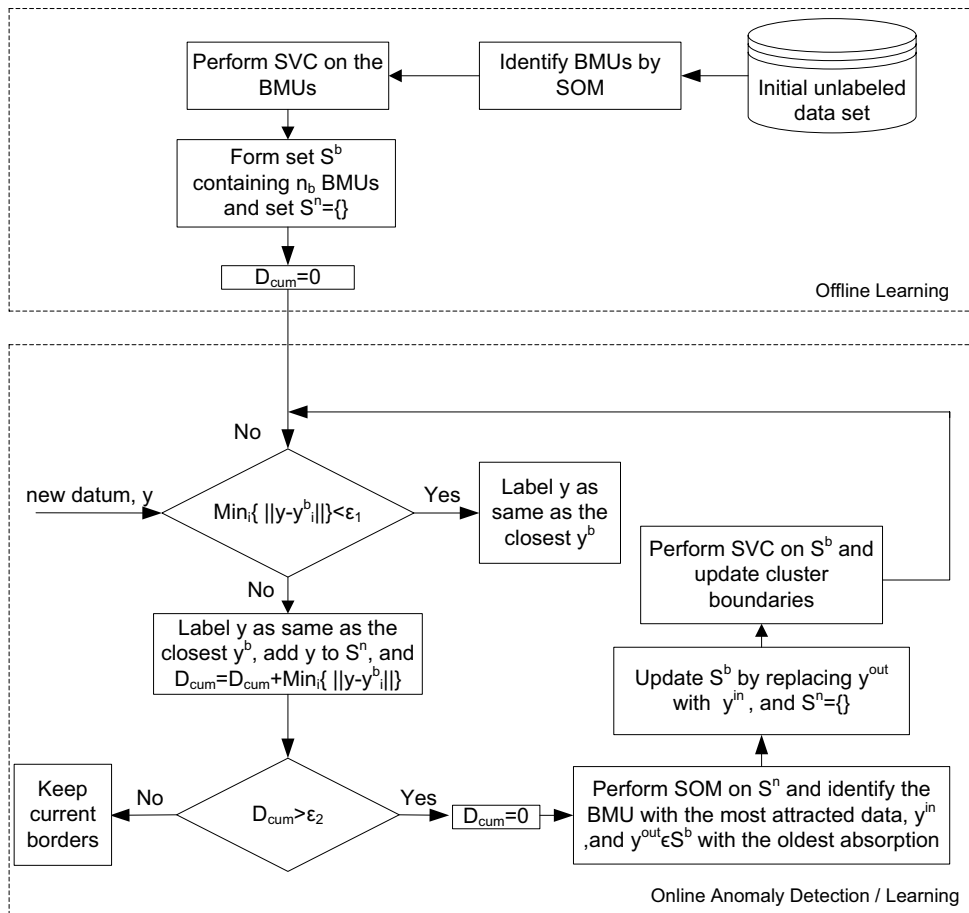 Perform SVC on the
BMUs
Identify BMUs by
SOM
Initial unlabeled
data set
Form set S^b
containing n_b BMUs
and set S^n={}
D_cum=0
Offline Learning
No
new datum, y
Min_i{ ||y-y^b_i||}<ε_1
Yes
Label y as
same as the
closest y^b
No
Label y as same as the
closest y^b, add y to S^n, and
D_cum=D_cum+Min_i{ ||y-y^b_i||}
Perform SVC on S^b and
update cluster
boundaries
Update S^b by replacing y^out
with y^in , and S^n={}
Keep
current
borders
No
D_cum>ε_2
Yes
D_cum=0
Perform SOM on S^n and identify the
BMU with the most attracted data, y^in
,and y^outϵS^b with the oldest absorption
Online Anomaly Detection / Learning